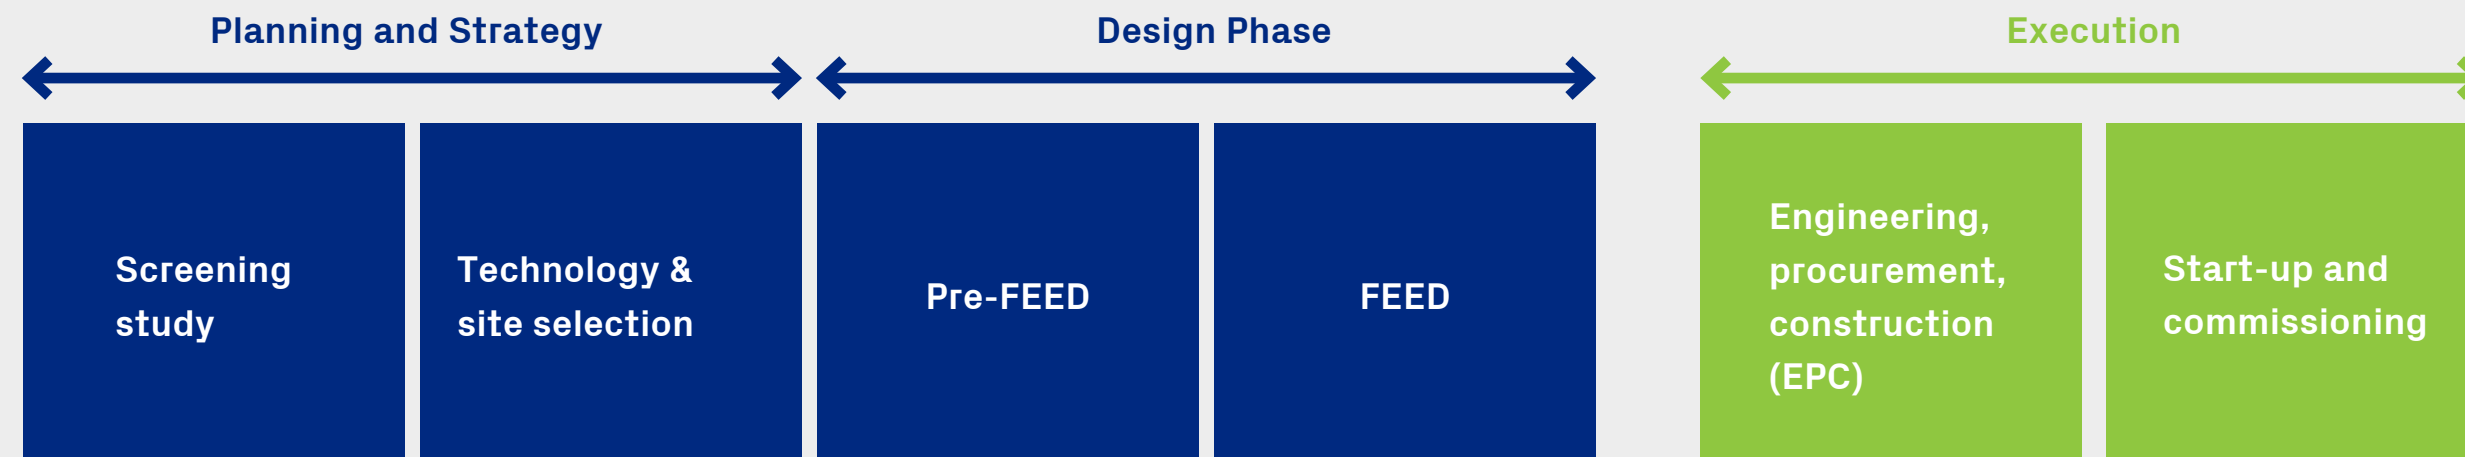 Planning and Strategy
Design Phase
Execution
Screening
study
Technology &
site selection
Pre-FEED
FEED
Engineering,
procurement,
construction
(EPC)
Start-up and
commissioning